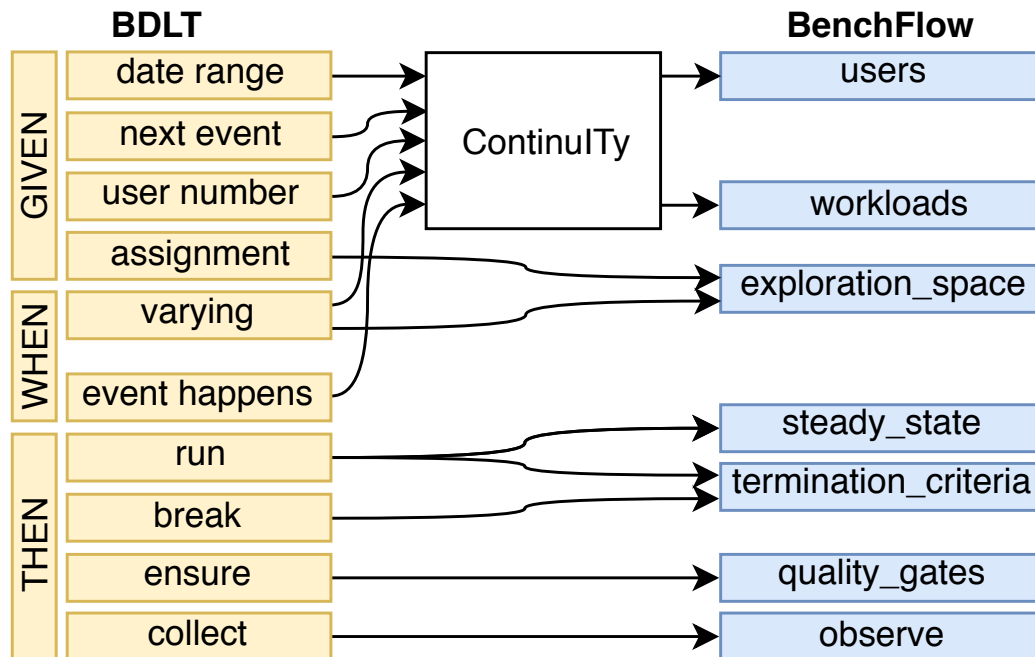 BDLT
BenchFlow
GIVEN
date range
next event
user number
assignment
WHEN
varying
event happens
THEN
run
break
ensure
collect
ContinuITy
users
workloads
exploration_space
steady_state
termination_criteria
quality_gates
observe